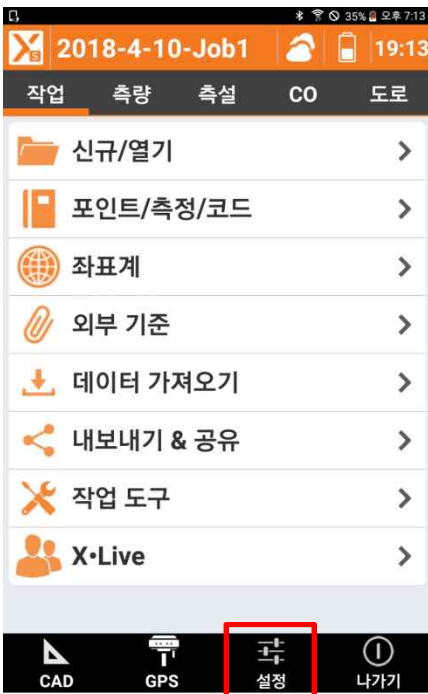 35% 오후 7:13
Xs 2018-4-10-Job1 19:13
작업 측량 측설 CO 도로
신규/열기
포인트/측정/코드
좌표계
외부 기준
데이터 가져오기
내보내기 & 공유
작업 도구
X•Live
CAD GPS 설정 나가기